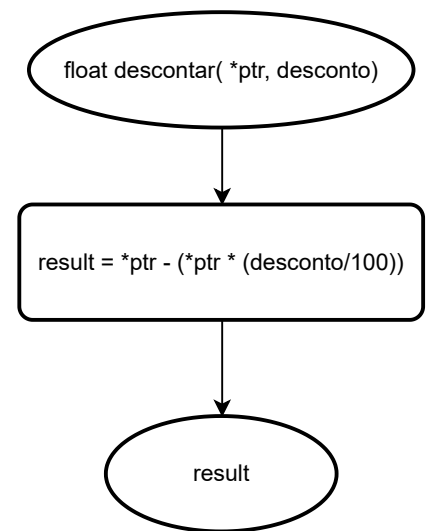 float descontar( *ptr, desconto)
result = *ptr - (*ptr * (desconto/100))
result